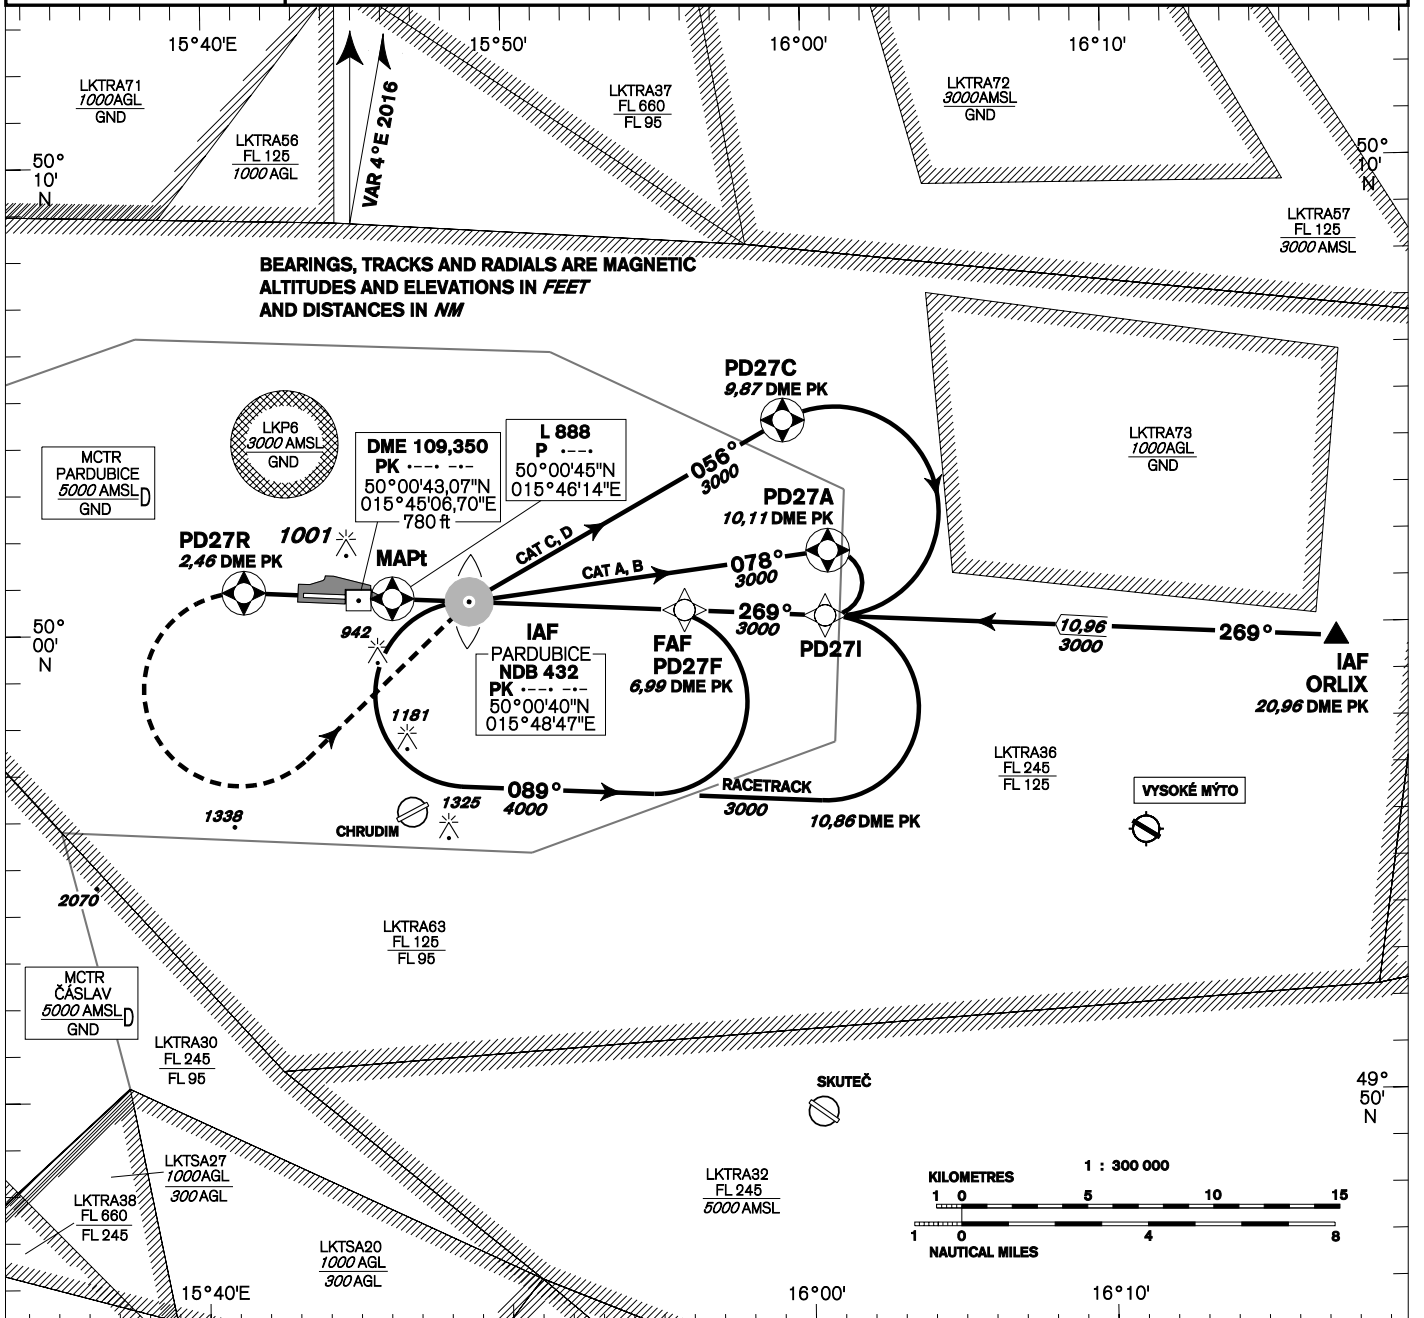 15°40'E
15°50'
16°00'
16°10'
LKTRA71
1000AGL
GND
LKTRA56
FL 125
1000 AGL
VAR 4°E 2016
LKTRA37
FL 660
FL 95
LKTRA72
3000AMSL
GND
50°
10'
N
50°
10'
N
LKTRA57
FL 125
3000 AMSL
BEARINGS, TRACKS AND RADIALS ARE MAGNETIC
ALTITUDES AND ELEVATIONS IN FEET
AND DISTANCES IN NM
PD27C
9,87 DME PK
LKP6
3000 AMSL
GND
MCTR
PARDUBICE
5000 AMSL D
GND
DME 109,350
PK ·--· -·-
50°00'43,07"N
015°45'06,70"E
780 ft
L 888
P ·--·
50°00'45"N
015°46'14"E
056°
3000
LKTRA73
1000AGL
GND
PD27A
10,11 DME PK
PD27R
2,46 DME PK
1001
MAPt
CAT C, D
CAT A, B
078°
3000
942
50°
00'
N
IAF
PARDUBICE
NDB 432
PK ·--· -·-
50°00'40"N
015°48'47"E
FAF
PD27F
6,99 DME PK
269°
3000
PD27I
10,96
3000
269°
IAF
ORLIX
20,96 DME PK
1181
089°
4000
RACETRACK
3000
10,86 DME PK
LKTRA36
FL 245
FL 125
VYSOKÉ MÝTO
1338
CHRUDIM
1325
2070
LKTRA63
FL 125
FL 95
MCTR
ČÁSLAV
5000 AMSL D
GND
LKTRA30
FL 245
FL 95
SKUTEČ
49°
50'
N
LKTSA27
1000AGL
300 AGL
LKTRA38
FL 660
FL 245
LKTRA32
FL 245
5000 AMSL
LKTSA20
1000 AGL
300 AGL
1 : 300 000
KILOMETRES
1 0 5 10 15
1 0 4 8
NAUTICAL MILES
15°40'E
16°00'
16°10'